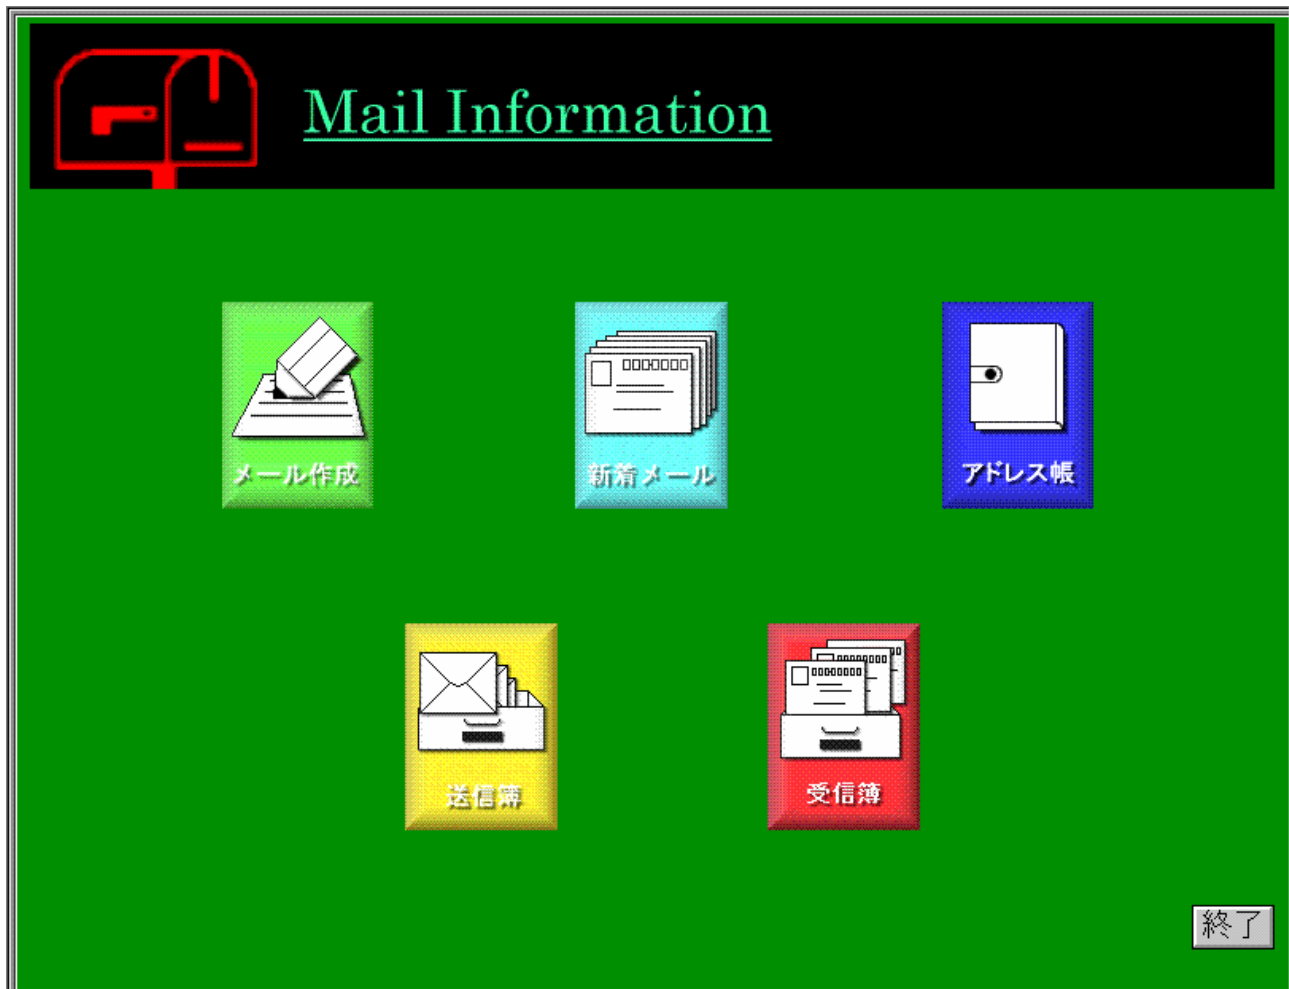 Mail Information
メール作成
新着メール
アドレス帳
送信簿
受信簿
終了